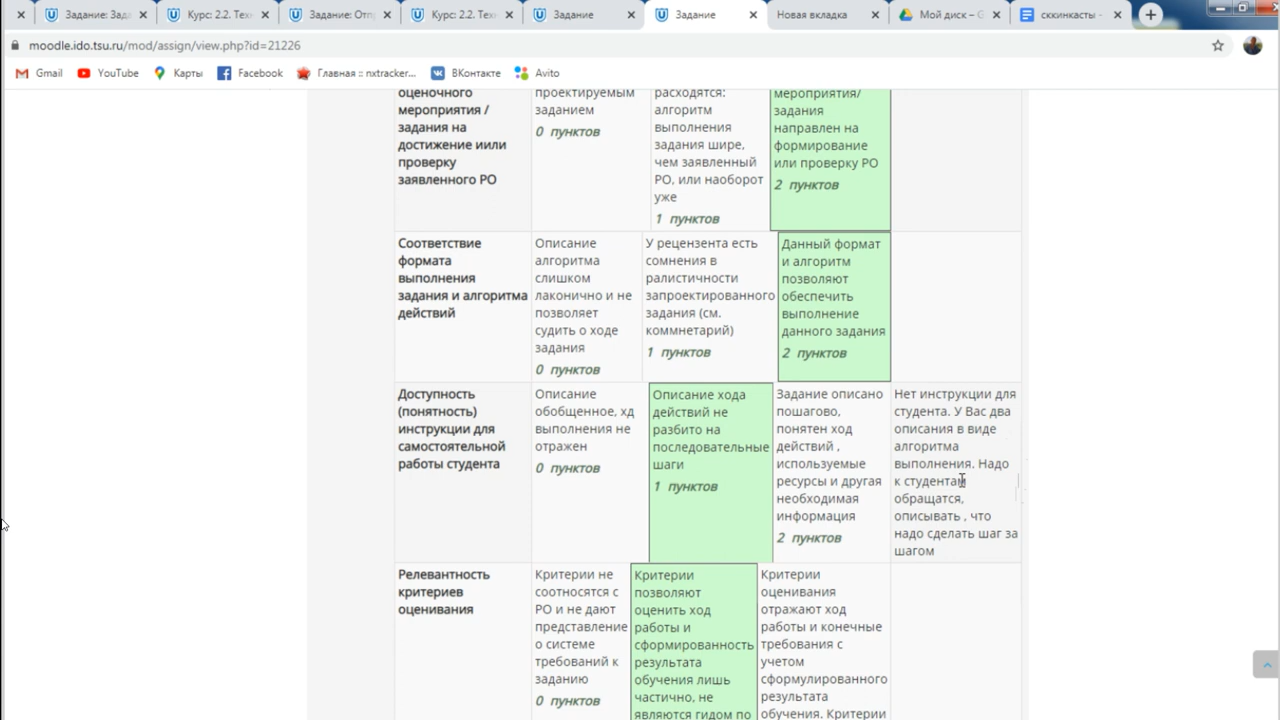 Задание: Зад
Курс: 2.2. Тех
Задание: Отп
Курс: 2.2. Тех
Задание
Задание
Новая вкладка
Мой диск – G
сккинкасты -
moodle.ido.tsu.ru/mod/assign/view.php?id=21226
Gmail
YouTube
Карты
Facebook
Главная :: nxtracker...
ВКонтакте
Avito
оценочного
мероприятия /
задания на
достижение иили
проверку
заявленного РО
проектируемым
заданием
0 пунктов
расходятся:
алгоритм
выполнения
задания шире,
чем заявленный
РО, или наоборот
уже
1 пунктов
мероприятия/
задания
направлен на
формирование
или проверку РО
2 пунктов
Соответствие
формата
выполнения
задания и алгоритма
действий
Описание
алгоритма
слишком
лаконично и не
позволяет
судить о ходе
задания
0 пунктов
У рецензента есть
сомнения в
ралистичности
запроектированного
задания (см.
коммнетарий)
1 пунктов
Данный формат
и алгоритм
позволяют
обеспечить
выполнение
данного задания
2 пунктов
Доступность
(понятность)
инструкции для
самостоятельной
работы студента
Описание
обобщенное, хд
выполнения не
отражен
0 пунктов
Описание хода
действий не
разбито на
последовательные
шаги
1 пунктов
Задание описано
пошагово,
понятен ход
действий ,
используемые
ресурсы и другая
необходимая
информация
2 пунктов
Нет инструкции для
студента. У Вас два
описания в виде
алгоритма
выполнения. Надо
к студентам
обращатся,
описывать , что
надо сделать шаг за
шагом
Релевантность
критериев
оценивания
Критерии не
соотносятся с
РО и не дают
представление
о системе
требований к
заданию
0 пунктов
Критерии
позволяют
оценить ход
работы и
сформированность
результата
обучения лишь
частично, не
являются гидом по
Критерии
оценивания
отражают ход
работы и конечные
требования с
учетом
сформулированного
результата
обучения. Критерии